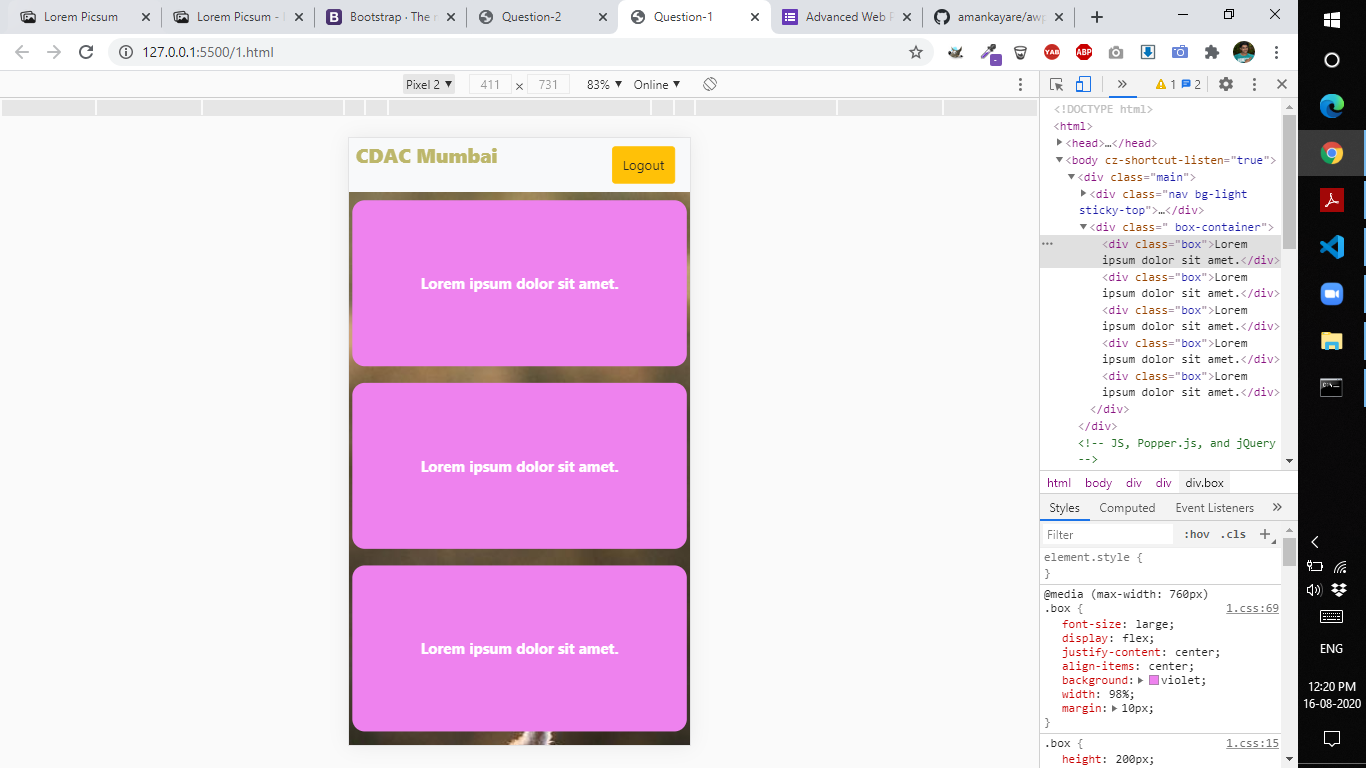 Lorem Picsum
Lorem Picsum -
Bootstrap · The
Question-2
Question-1
Advanced Web P
amankayare/awp
127.0.0.1:5500/1.html
YAB
ABP
Pixel 2
411 x 731
83%
Online
1
2
CDAC Mumbai
Logout
Lorem ipsum dolor sit amet.
Lorem ipsum dolor sit amet.
Lorem ipsum dolor sit amet.
<!DOCTYPE html>
<html>
<head>…</head>
<body cz-shortcut-listen="true">
<div class="main">
<div class="nav bg-light
sticky-top">…</div>
<div class=" box-container">
<div class="box">Lorem
ipsum dolor sit amet.</div>
<div class="box">Lorem
ipsum dolor sit amet.</div>
<div class="box">Lorem
ipsum dolor sit amet.</div>
<div class="box">Lorem
ipsum dolor sit amet.</div>
<div class="box">Lorem
ipsum dolor sit amet.</div>
</div>
</div>
<!-- JS, Popper.js, and jQuery
-->
html body div div div.box
Styles Computed Event Listeners
Filter :hov .cls
element.style {
}
@media (max-width: 760px)
.box { 1.css:69
font-size: large;
display: flex;
justify-content: center;
align-items: center;
background: violet;
width: 98%;
margin: 10px;
}
.box { 1.css:15
height: 200px;
ENG
12:20 PM
16-08-2020